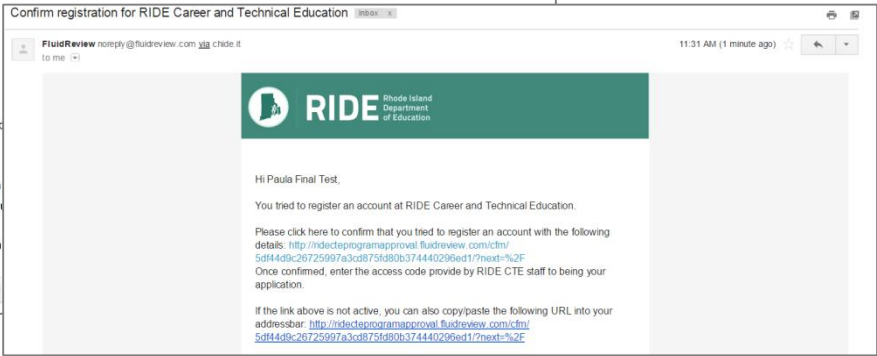 Confirm registration for RIDE Career and Technical Education Inbox x
FluidReview noreply@fluidreview.com via chide.it
11:31 AM (1 minute ago)
to me
RIDE Rhode Island
Department
of Education
Hi Paula Final Test,
You tried to register an account at RIDE Career and Technical Education.
Please click here to confirm that you tried to register an account with the following
details: http://ridecteprogramapproval.fluidreview.com/cfm/
5df44d9c26725997a3cd875fd80b374440296ed1/?next=%2F
Once confirmed, enter the access code provide by RIDE CTE staff to being your
application.
If the link above is not active, you can also copy/paste the following URL into your
addressbar: http://ridecteprogramapproval.fluidreview.com/cfm/
5df44d9c26725997a3cd875fd80b374440296ed1/?next=%2F